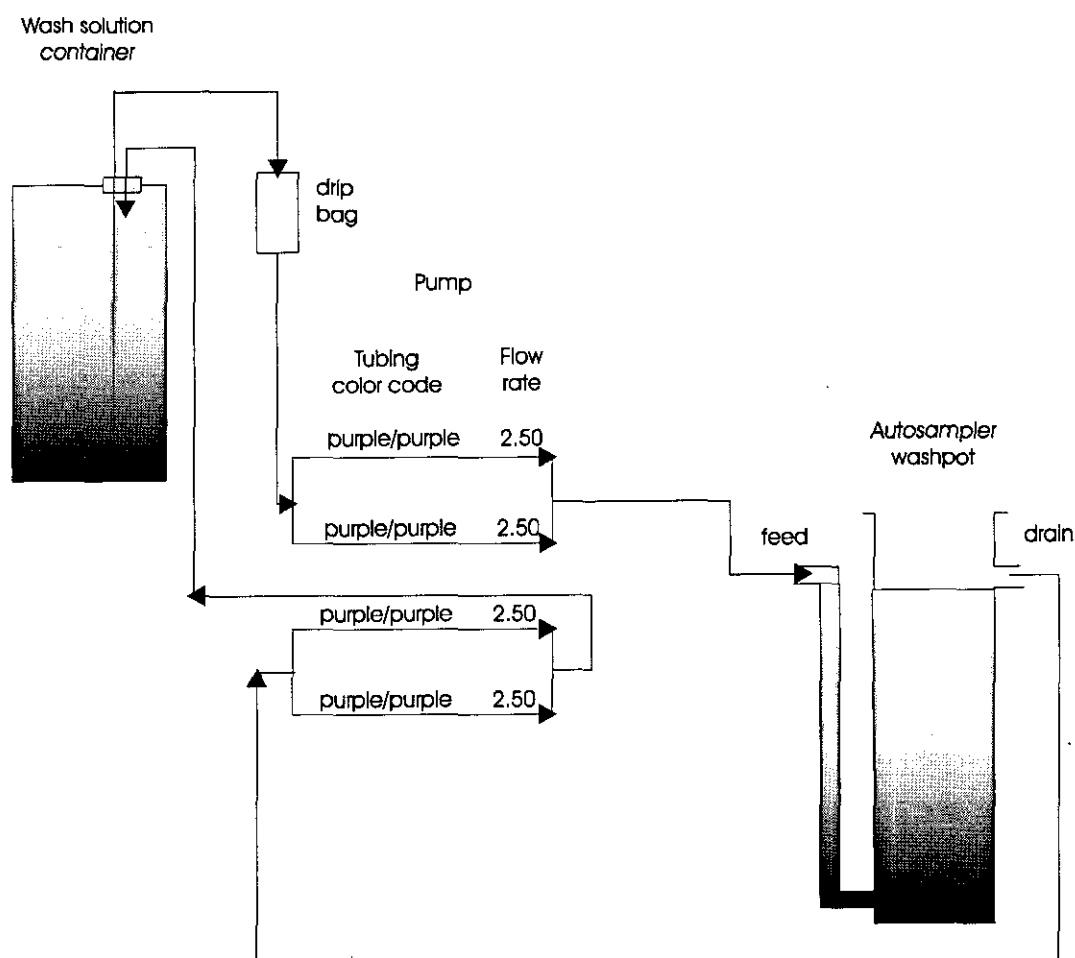 Wash solution
container
drip
bag
Pump
Tubing
color code
Flow
rate
purple/purple 2.50
purple/purple 2.50
purple/purple 2.50
purple/purple 2.50
Autosampler
washpot
feed
drain